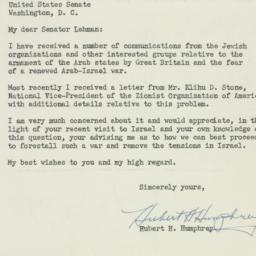 United States Senate
Washington, D. C.
My dear Senator Lehman:
I have received a number of communications from the Jewish
organizations and other interested groups relative to the
armament of the Arab states by Great Britain and the fear
of a renewed Arab-Israel war.
Most recently I received a letter from Mr. Elihu D. Stone,
National Vice-President of the Zionist Organization of Americ
with additional details relative to this problem.
I am very much concerned about it and would appreciate, in th
light of your recent visit to Israel and your own knowledge o
this question, your advising me as to how we can best proceed
to forestall such a war and remove the tensions in Israel.
My best wishes to you and my high regard.
Sincerely yours,
Hubert H Humphrey
Hubert H. Humphrey